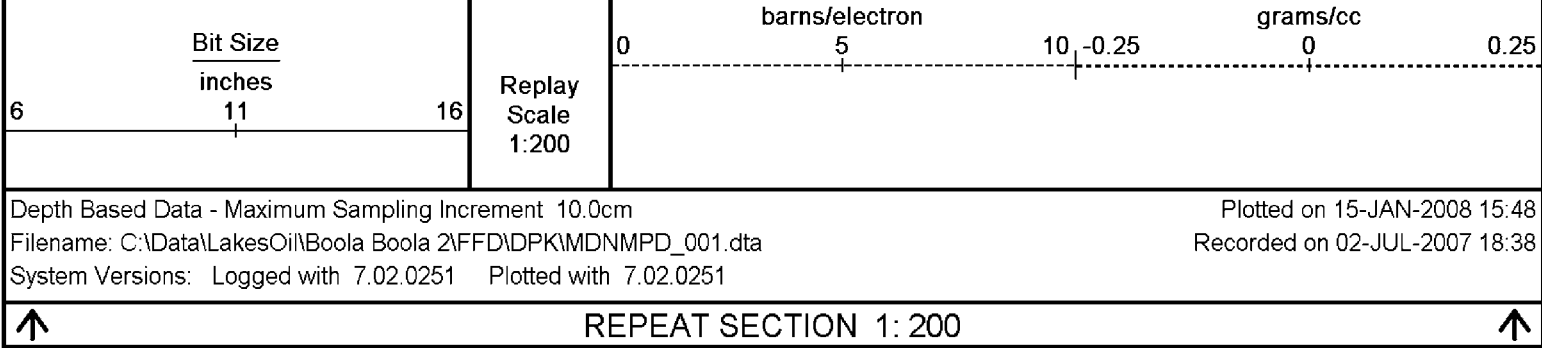 barns/electron grams/cc
Bit Size 0 5 10 -0.25 0 0.25
inches
Replay
6 11 16 Scale
1:200
Depth Based Data - Maximum Sampling Increment 10.0cm Plotted on 15-JAN-2008 15:48
Filename: C:\Data\LakesOil\Boola Boola 2\FFD\DPK\MDNMPD_001.dta Recorded on 02-JUL-2007 18:38
System Versions: Logged with 7.02.0251 Plotted with 7.02.0251
↑ REPEAT SECTION 1: 200 ↑